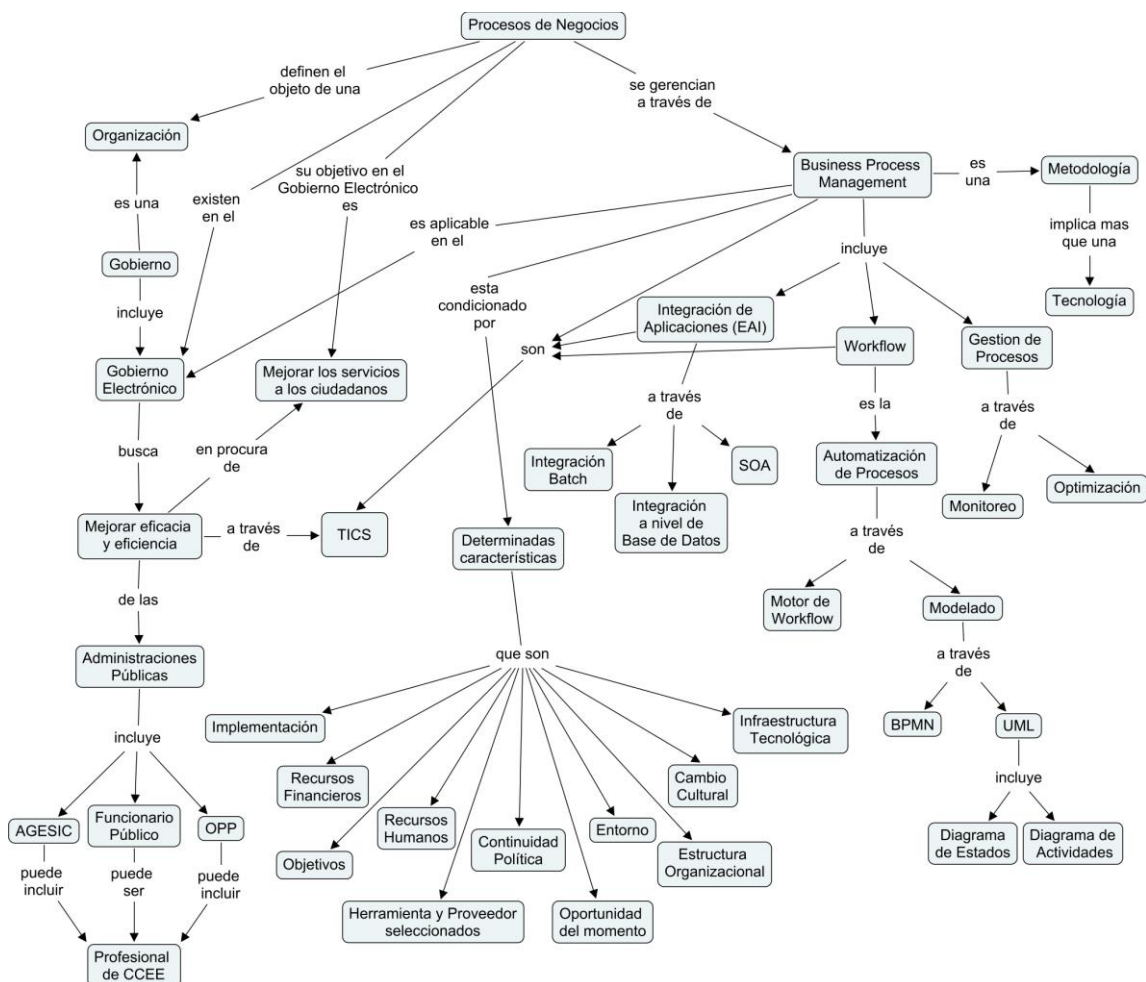 Procesos de Negocios
definen el
objeto de una
se gerencian
a través de
Organización
su objetivo en el
Gobierno Electrónico
es
Business Process
Management
es
una
Metodología
es una
existen
en el
es aplicable
en el
implica mas
que una
Gobierno
incluye
esta
condicionado
por
incluye
Integración de
Aplicaciones (EAI)
Tecnología
son
Workflow
Gestion de
Procesos
Gobierno
Electrónico
Mejorar los servicios
a los ciudadanos
busca
en procura
de
a través
de
es la
a través
de
Integración
Batch
SOA
Automatización
de Procesos
Integración
a nivel de
Base de Datos
Monitoreo
Optimización
Mejorar eficacia
y eficiencia
a través
de
TICS
Determinadas
características
a través
de
de las
Motor de
Workflow
Modelado
Administraciones
Públicas
que son
a través
de
incluye
Implementación
Infraestructura
Tecnológica
BPMN
UML
Recursos
Financieros
Cambio
Cultural
incluye
AGESIC
Funcionario
Público
OPP
Recursos
Humanos
Entorno
Continuidad
Política
Objetivos
Estructura
Organizacional
Diagrama
de Estados
Diagrama de
Actividades
puede
incluir
puede
ser
puede
incluir
Herramienta y Proveedor
seleccionados
Oportunidad
del momento
Profesional
de CCEE